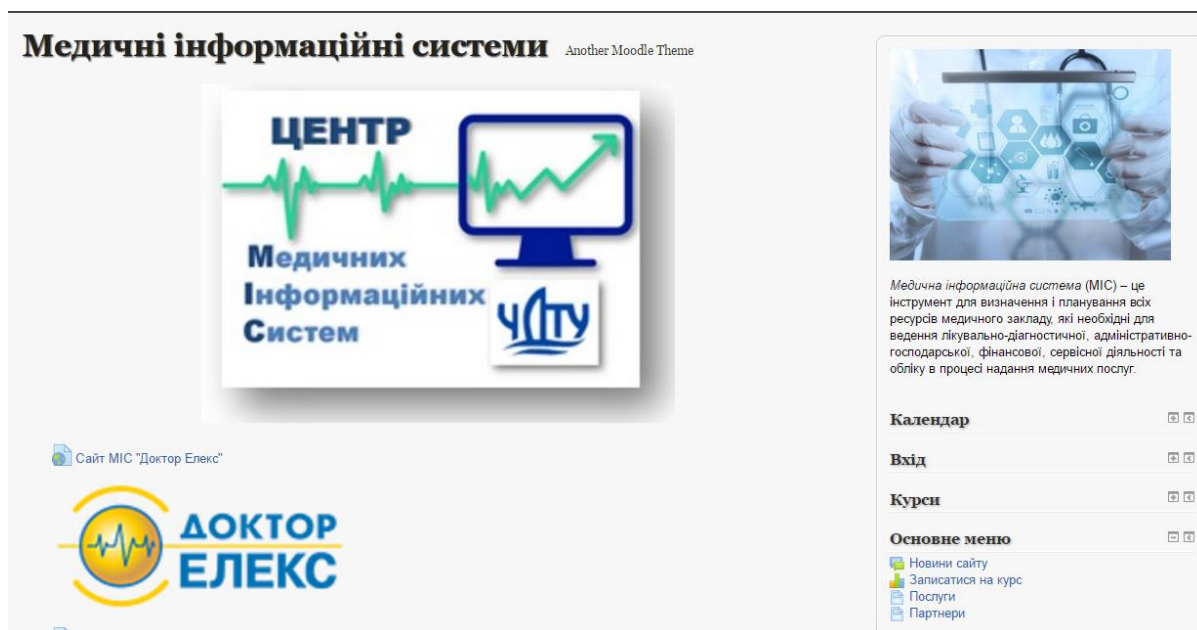 Медичні інформаційні системи Another Moodle Theme
ЦЕНТР
Медичних
Інформаційних
Систем
ЧДТУ
Сайт МІС "Доктор Елекс"
ДОКТОР
ЕЛЕКС
Медична інформаційна система (МІС) – це
інструмент для визначення і планування всіх
ресурсів медичного закладу, які необхідні для
ведення лікувально-діагностичної, адміністративно-
господарської, фінансової, сервісної діяльності та
обліку в процесі надання медичних послуг.
Календар
Вхід
Курси
Основне меню
Новини сайту
Записатися на курс
Послуги
Партнери